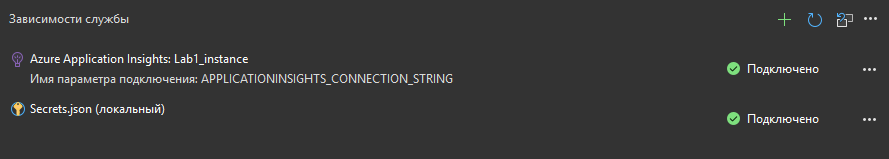 Зависимости службы
Azure Application Insights: Lab1_instance
Подключено
Имя параметра подключения: APPLICATIONINSIGHTS_CONNECTION_STRING
Secrets.json (локальный)
Подключено